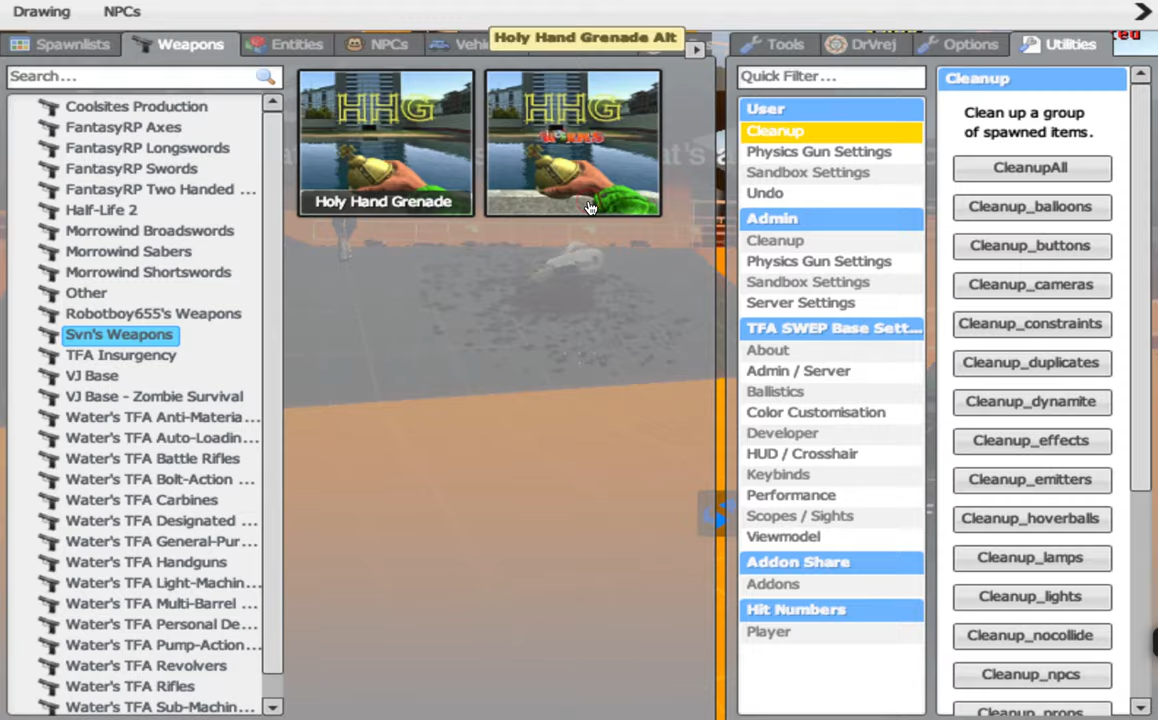 Drawing NPCs
Holy Hand Grenade Alt
Spawnlists Weapons Entities NPCs Vehi
Search...
Coolsites Production
FantasyRP Axes
FantasyRP Longswords
FantasyRP Swords
FantasyRP Two Handed ...
Half-Life 2
Morrowind Broadswords
Morrowind Sabers
Morrowind Shortswords
Other
Robotboy655's Weapons
Svn's Weapons
TFA Insurgency
VJ Base
VJ Base - Zombie Survival
Water's TFA Anti-Materia...
Water's TFA Auto-Loadin...
Water's TFA Battle Rifles
Water's TFA Bolt-Action ...
Water's TFA Carbines
Water's TFA Designated ...
Water's TFA General-Pur...
Water's TFA Handguns
Water's TFA Light-Machin...
Water's TFA Multi-Barrel ...
Water's TFA Personal De...
Water's TFA Pump-Action...
Water's TFA Revolvers
Water's TFA Rifles
Water's TFA Sub-Machin...
HHG
Holy Hand Grenade
HHG
WORMS
Tools DrVrej Options Utilities
Quick Filter...
User
Cleanup
Physics Gun Settings
Sandbox Settings
Undo
Admin
Cleanup
Physics Gun Settings
Sandbox Settings
Server Settings
TFA SWEP Base Sett...
About
Admin / Server
Ballistics
Color Customisation
Developer
HUD / Crosshair
Keybinds
Performance
Scopes / Sights
Viewmodel
Addon Share
Addons
Hit Numbers
Player
Cleanup
Clean up a group
of spawned items.
CleanupAll
Cleanup_balloons
Cleanup_buttons
Cleanup_cameras
Cleanup_constraints
Cleanup_duplicates
Cleanup_dynamite
Cleanup_effects
Cleanup_emitters
Cleanup_hoverballs
Cleanup_lamps
Cleanup_lights
Cleanup_nocollide
Cleanup_npcs
Cleanup_props